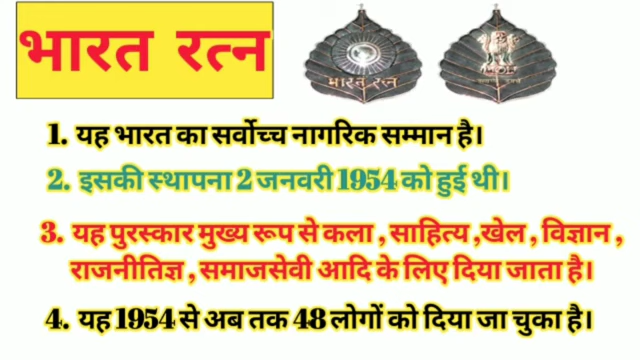 भारत रत्न
भारत रत्न
1. यह भारत का सर्वोच्च नागरिक सम्मान है।
2. इसकी स्थापना 2 जनवरी 1954 को हुई थी।
3. यह पुरस्कार मुख्य रूप से कला , साहित्य ,खेल , विज्ञान ,
राजनीतिज्ञ , समाजसेवी आदि के लिए दिया जाता है।
4. यह 1954 से अब तक 48 लोगों को दिया जा चुका है।